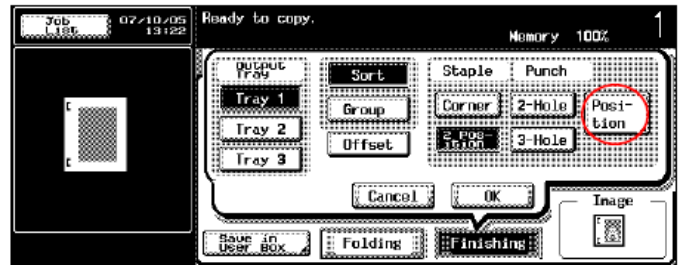 Job List
07/10/05
13:22
Ready to copy.
Memory 100%
1
Output Tray
Tray 1
Tray 2
Tray 3
Sort
Group
Offset
Staple
Corner
2 Pos-
ition
Punch
2-Hole
3-Hole
Posi-
tion
Cancel
OK
Save in
User Box
Folding
Finishing
Image